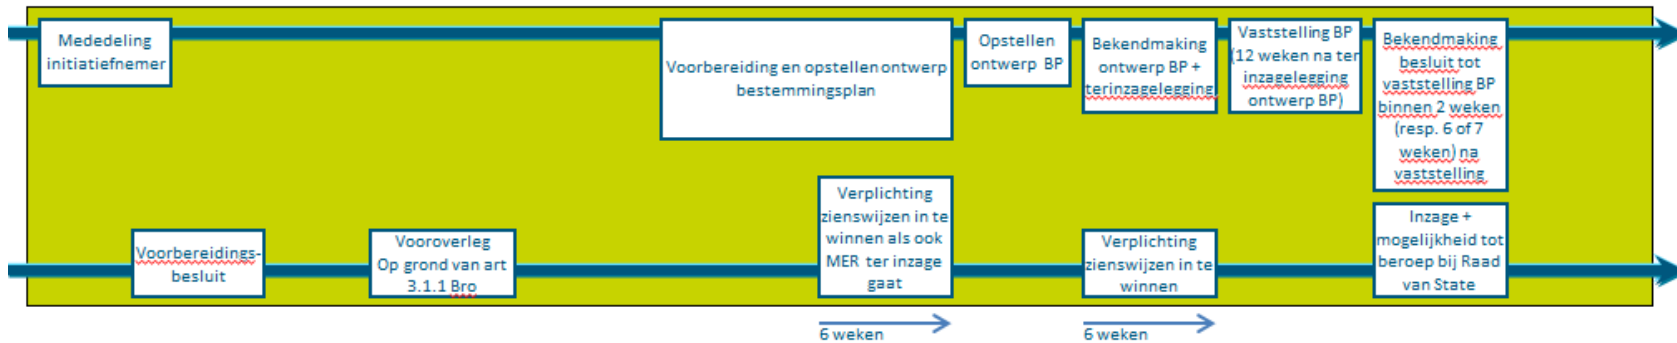 Mededeling
initiatiefnemer
Voorbereiding en opstellen ontwerp
bestemmingsplan
Opstellen
ontwerp BP
Bekendmaking
ontwerp BP +
terinzagelegging
Vaststelling BP
(12 weken na ter
inzagelegging
ontwerp BP)
Bekendmaking
besluit tot
vaststelling BP
binnen 2 weken
(resp. 6 of 7
weken) na
vaststelling
Voorbereidings-
besluit
Vooroverleg
Op grond van art
3.1.1 Bro
Verplichting
zienswijzen in te
winnen als ook
MER ter inzage
gaat
Verplichting
zienswijzen in te
winnen
Inzage +
mogelijkheid tot
beroep bij Raad
van State
6 weken
6 weken